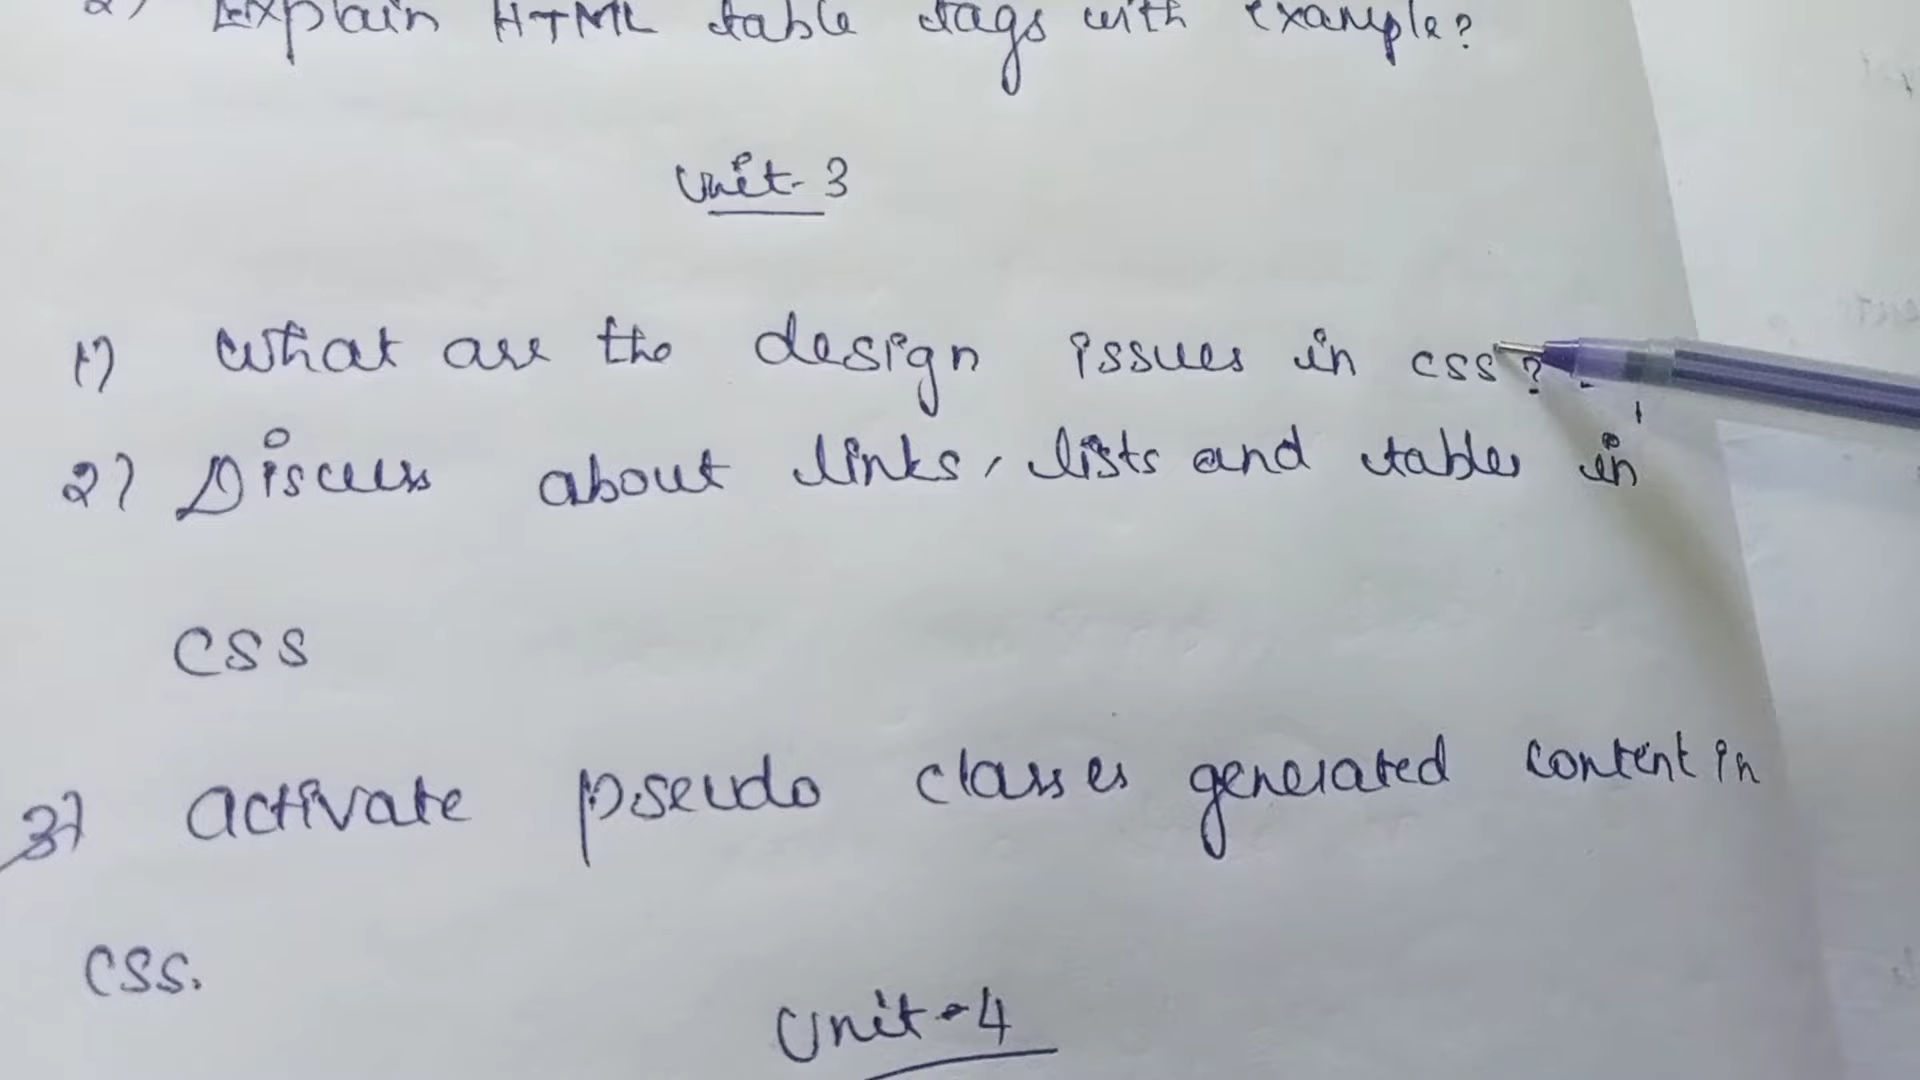 2) Explain HTML table tags with example?
Unit-3
1) What are the design issues in css?
2) Discuss about links, lists and tables in
CSS
3) activate pseudo classes generated content in
CSS.
Unit-4